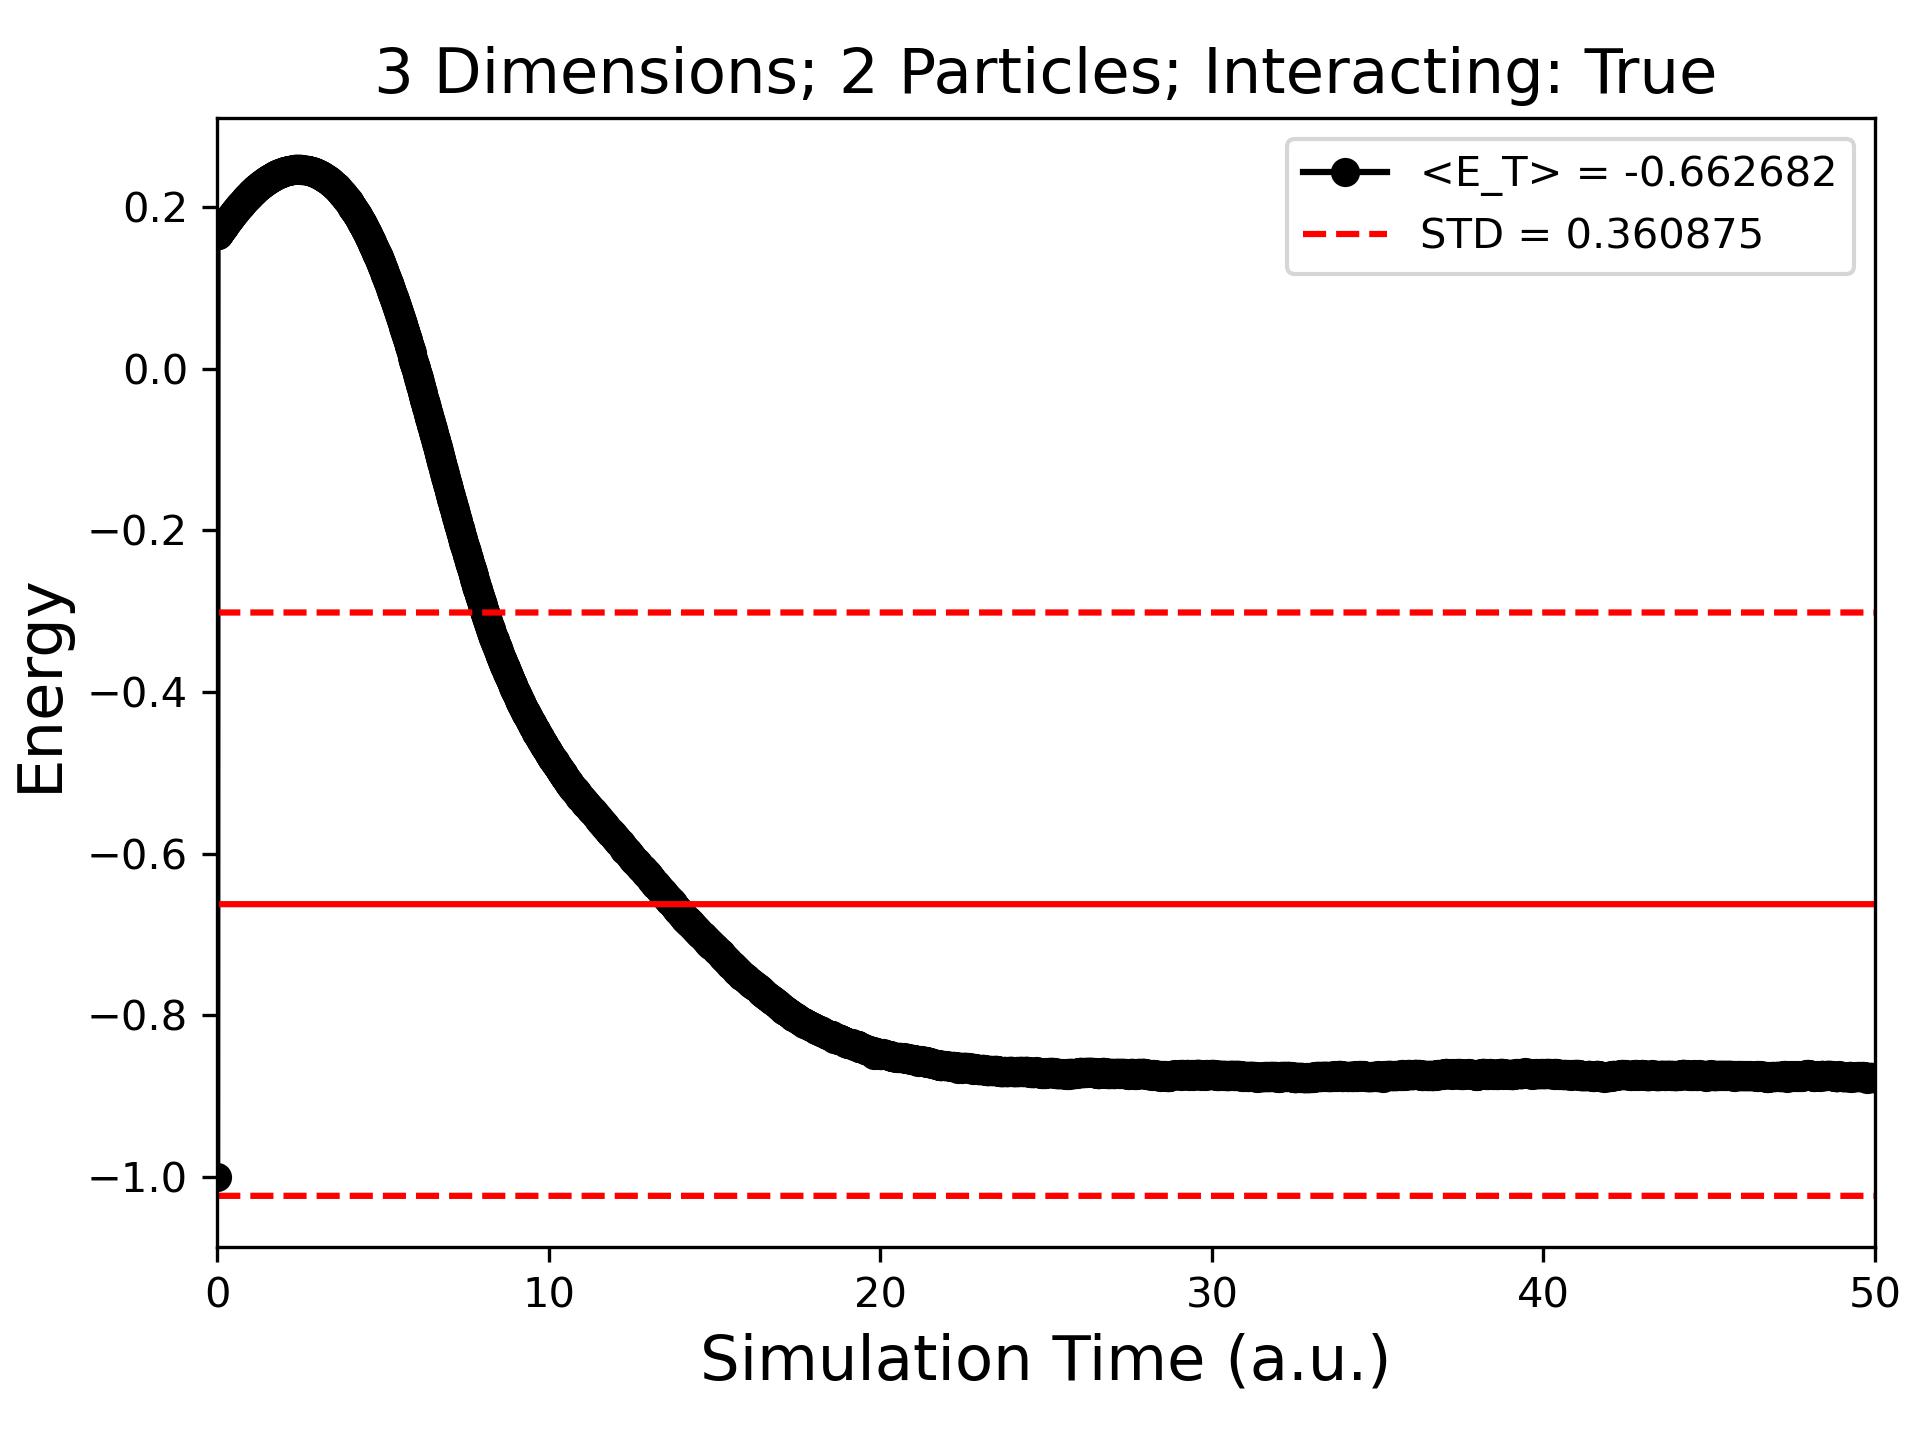 3 Dimensions; 2 Particles; Interacting: True
<E_T> = -0.662682
STD = 0.360875
0.2
0.0
−0.2
−0.4
−0.6
−0.8
−1.0
Energy
0 10 20 30 40 50
Simulation Time (a.u.)